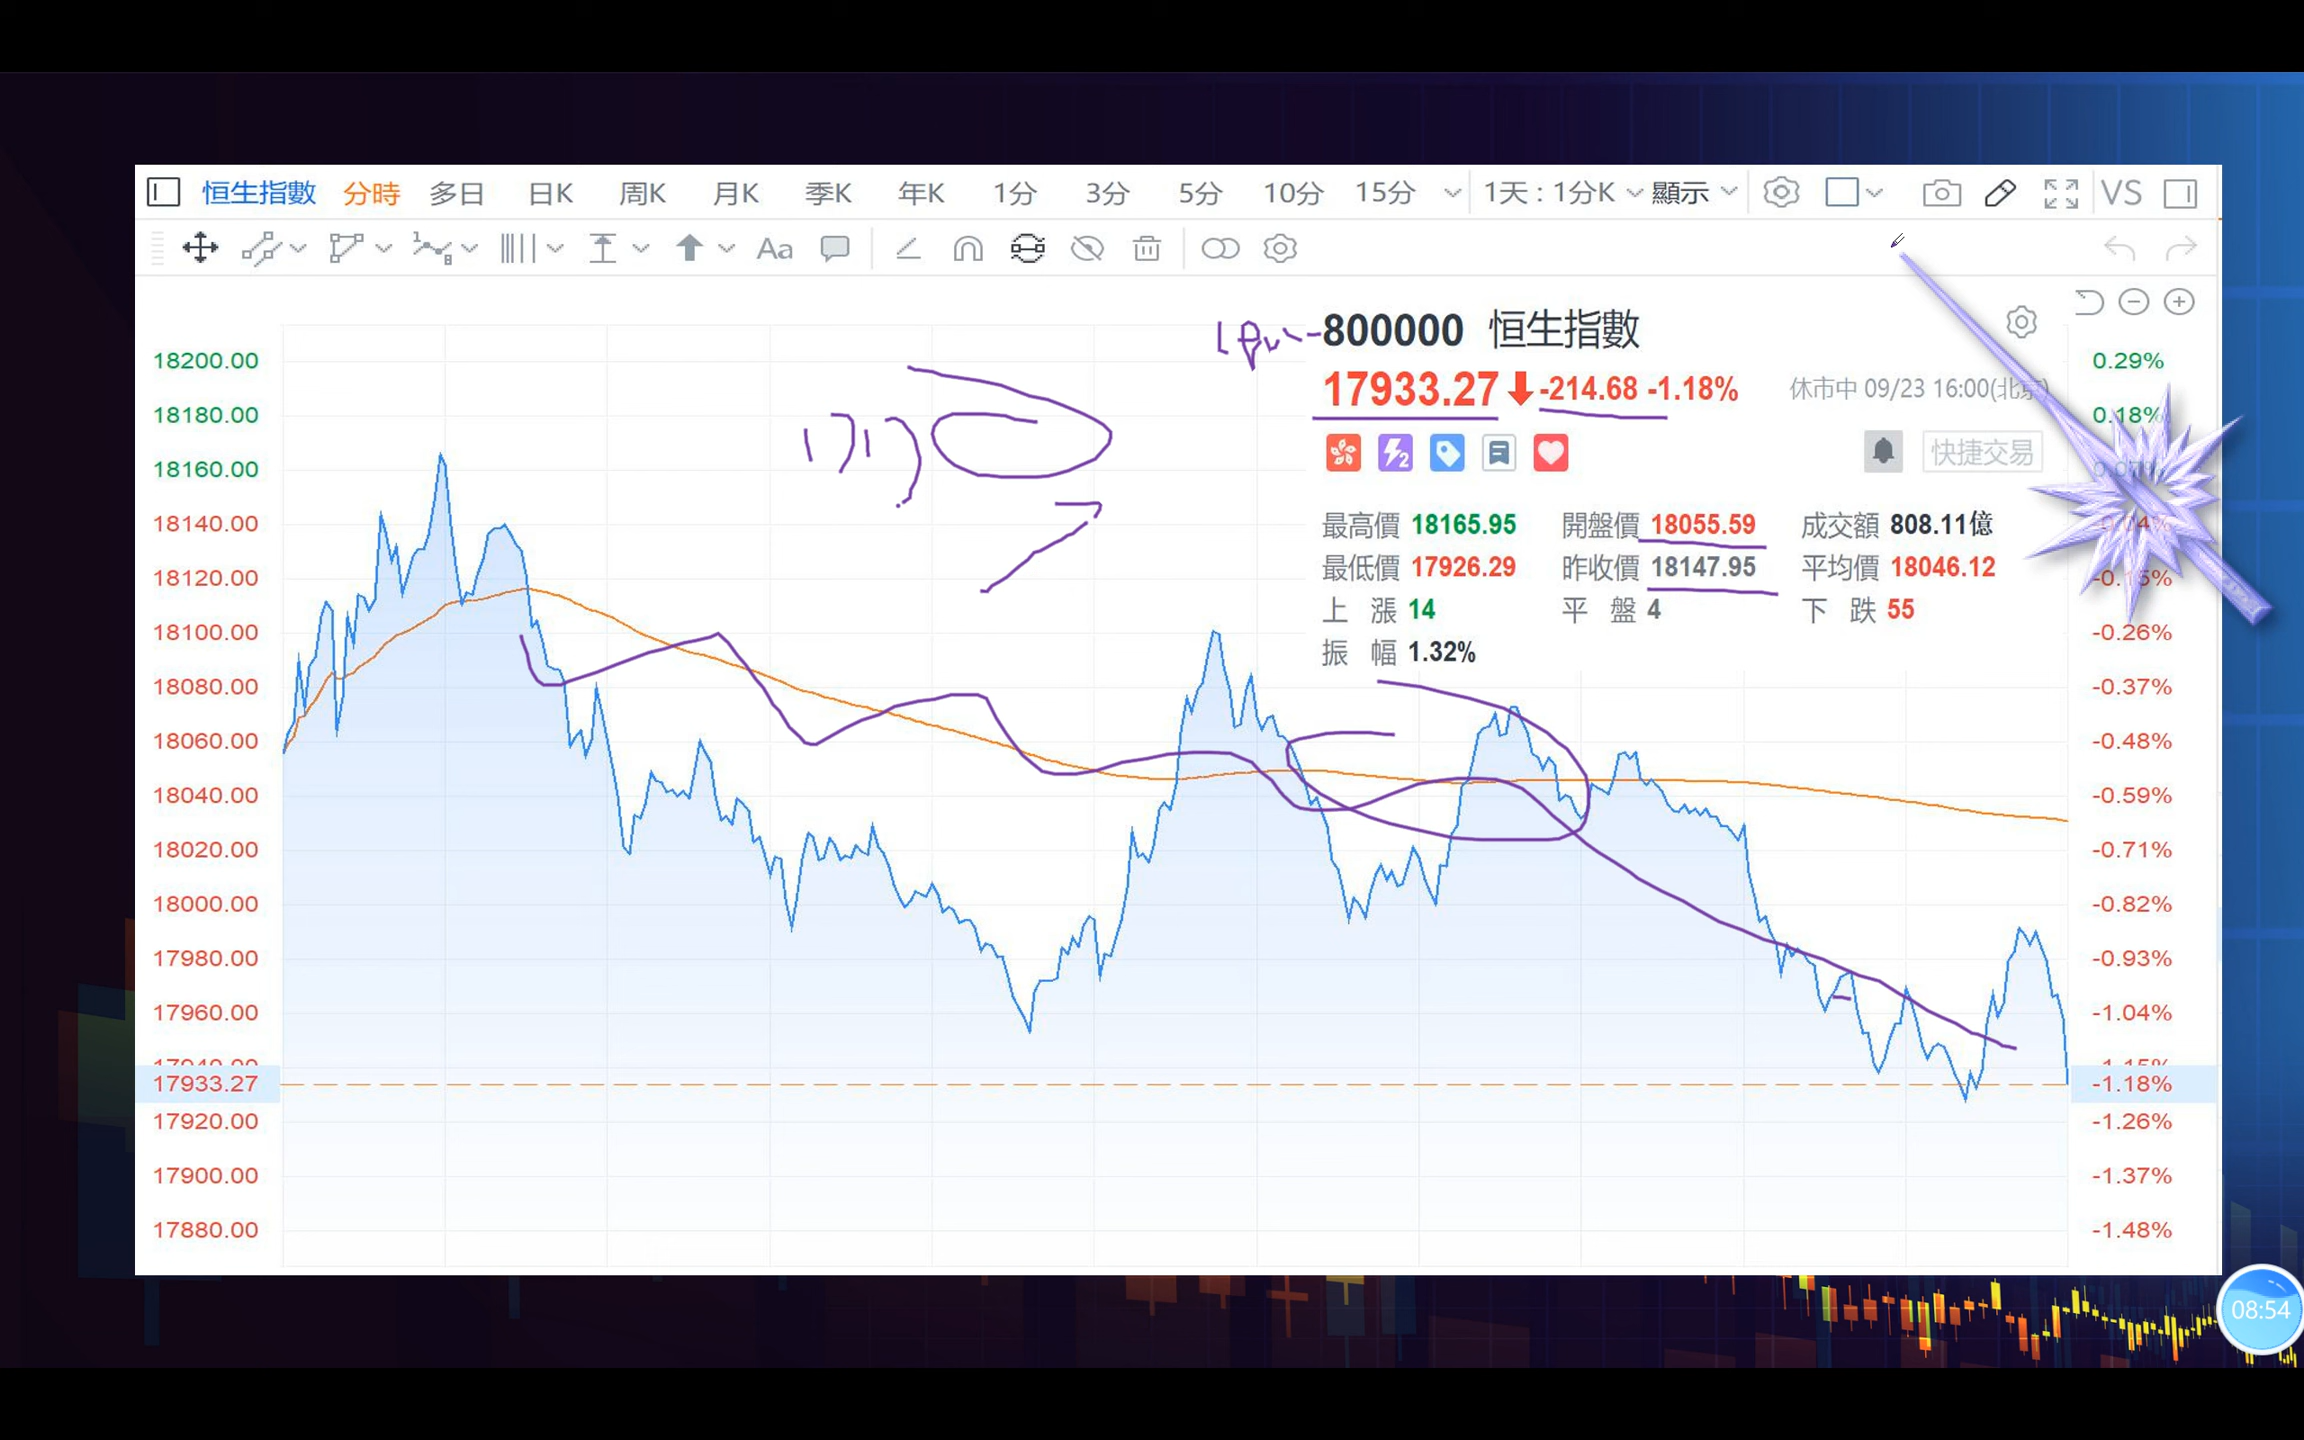 恒生指數 分時 多日 日K 周K 月K 季K 年K 1分 3分 5分 10分 15分 1天 : 1分K 顯示 VS
Aa
800000 恒生指數
17933.27 -214.68 -1.18% 休市中 09/23 16:00(北京)
快捷交易
最高價 18165.95 開盤價 18055.59 成交額 808.11億
最低價 17926.29 昨收價 18147.95 平均價 18046.12
上 漲 14 平 盤 4 下 跌 55
振 幅 1.32%
18200.00 0.29%
18180.00 0.18%
18160.00
18140.00
18120.00 -0.15%
18100.00 -0.26%
18080.00 -0.37%
18060.00 -0.48%
18040.00 -0.59%
18020.00 -0.71%
18000.00 -0.82%
17980.00 -0.93%
17960.00 -1.04%
17933.27 -1.18%
17920.00 -1.26%
17900.00 -1.37%
17880.00 -1.48%
08:54